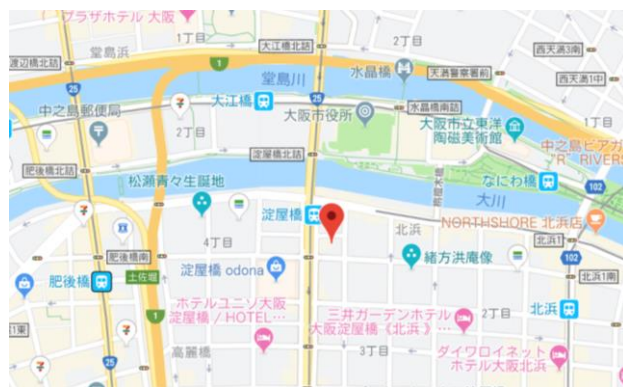 プラザホテル 大阪
1丁目
大江橋北詰
2丁目
堂島浜
渡辺橋北詰
1
25
堂島川
水晶橋
天満警察署前
西天満3南
西天満1中
中之島郵便局
大江橋
大阪市役所
水晶橋南詰
2丁目
大阪市立東洋
陶磁美術館
中之島ビアガ
"R" RIVERS
肥後橋北詰
淀屋橋北詰
なにわ橋
102
松瀬青々生誕地
大川
淀屋橋
北浜
NORTHSHORE 北浜店
肥後橋南
4丁目
緒方洪庵像
北浜1
土佐堀
淀屋橋 odona
北浜1南
肥後橋
ホテルユニゾ大阪
淀屋橋 / HOTEL…
三井ガーデンホテル
大阪淀屋橋《北浜 》…
2丁目
北浜
1
1東
高麗橋
3丁目
ダイワロイネット
ホテル大阪北浜
25
25
102